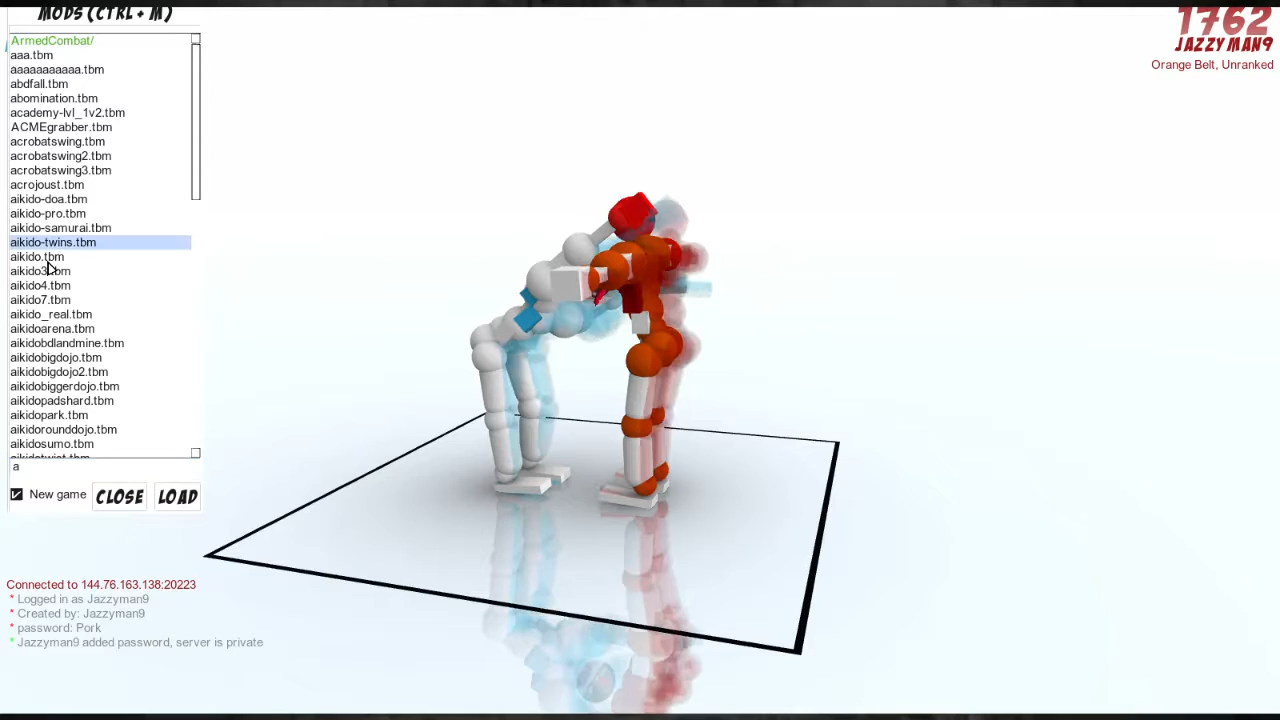 MODS (CTRL + M)
ArmedCombat/
aaa.tbm
aaaaaaaaaaa.tbm
abdfall.tbm
abomination.tbm
academy-lvl_1v2.tbm
ACMEgrabber.tbm
acrobatswing.tbm
acrobatswing2.tbm
acrobatswing3.tbm
acrojoust.tbm
aikido-doa.tbm
aikido-pro.tbm
aikido-samurai.tbm
aikido-twins.tbm
aikido.tbm
aikido3.tbm
aikido4.tbm
aikido7.tbm
aikido_real.tbm
aikidoarena.tbm
aikidobdlandmine.tbm
aikidobigdojo.tbm
aikidobigdojo2.tbm
aikidobiggerdojo.tbm
aikidopadshard.tbm
aikidopark.tbm
aikidorounddojo.tbm
aikidosumo.tbm
a
New game
CLOSE
LOAD
Connected to 144.76.163.138:20223
* Logged in as Jazzyman9
* Created by: Jazzyman9
* password: Pork
* Jazzyman9 added password, server is private
1762
JAZZYMAN9
Orange Belt, Unranked